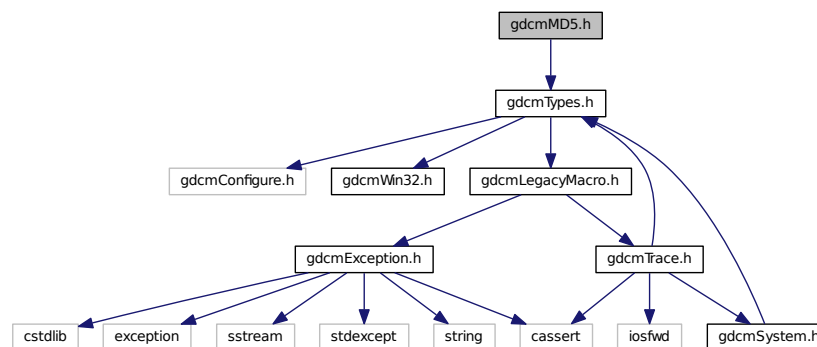 gdcmMD5.h
gdcmTypes.h
gdcmConfigure.h
gdcmWin32.h
gdcmLegacyMacro.h
gdcmException.h
gdcmTrace.h
cstdlib
exception
sstream
stdexcept
string
cassert
iosfwd
gdcmSystem.h